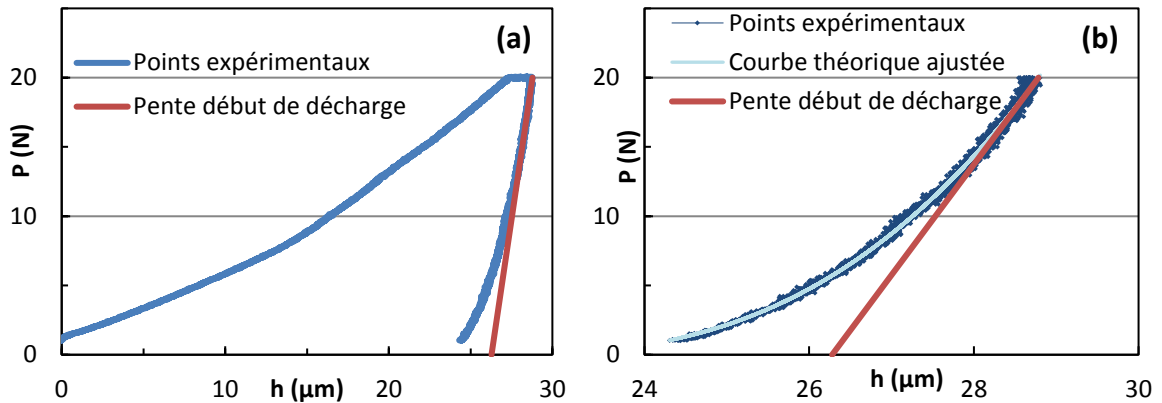 (a)
Points expérimentaux
Pente début de décharge
P (N)
20
10
0
0
10
20
30
h (µm)
(b)
Points expérimentaux
Courbe théorique ajustée
Pente début de décharge
P (N)
20
10
0
24
26
28
30
h (µm)